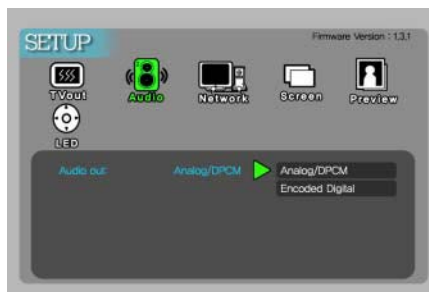 SETUP
Firmware Version : 1.3.1
TVout
Audio
Network
Screen
Preview
LED
Audio out: Analog/DPCM Analog/DPCM
Encoded Digital